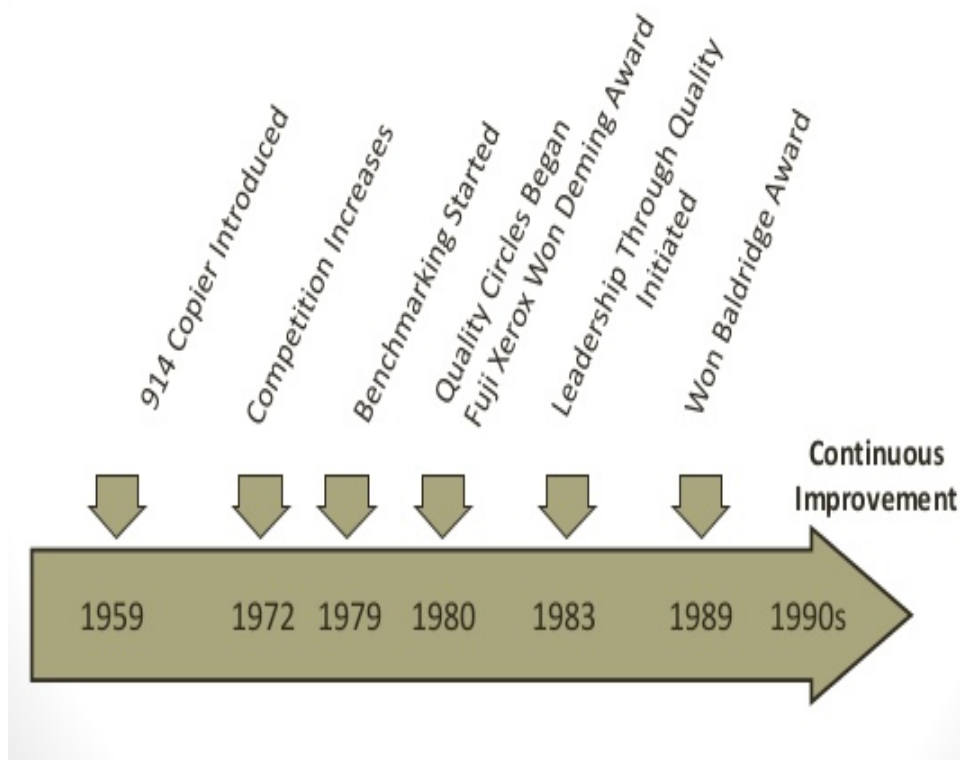 914 Copier Introduced
Competition Increases
Benchmarking Started
Quality Circles Began
Fuji Xerox Won Deming Award
Leadership Through Quality
Initiated
Won Baldridge Award
Continuous
Improvement
1959 1972 1979 1980 1983 1989 1990s